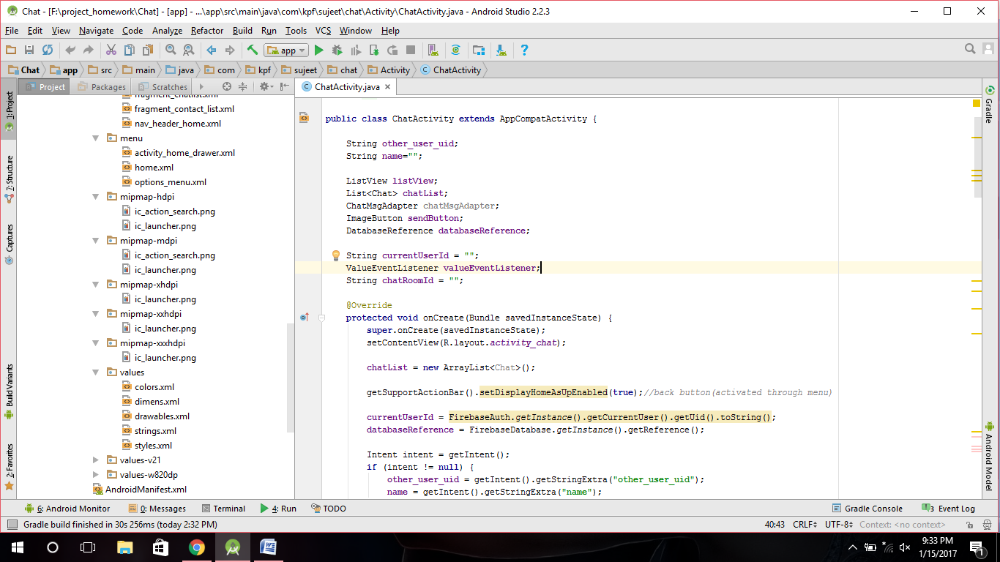 Chat - [F:\project_homework\Chat] - [app] - ...\app\src\main\java\com\kpf\sujeet\chat\Activity\ChatActivity.java - Android Studio 2.2.3
File Edit View Navigate Code Analyze Refactor Build Run Tools VCS Window Help
app
Chat app src main java com kpf sujeet chat Activity ChatActivity
Project Packages Scratches
ChatActivity.java
1: Project
7: Structure
Captures
Build Variants
2: Favorites
fragment_chatlist.xml
fragment_contact_list.xml
nav_header_home.xml
menu
activity_home_drawer.xml
home.xml
options_menu.xml
mipmap-hdpi
ic_action_search.png
ic_launcher.png
mipmap-mdpi
ic_action_search.png
ic_launcher.png
mipmap-xhdpi
ic_launcher.png
mipmap-xxhdpi
ic_launcher.png
mipmap-xxxhdpi
ic_launcher.png
values
colors.xml
dimens.xml
drawables.xml
strings.xml
styles.xml
values-v21
values-w820dp
AndroidManifest.xml
public class ChatActivity extends AppCompatActivity {
String other_user_uid;
String name="";
ListView listView;
List<Chat> chatList;
ChatMsgAdapter chatMsgAdapter;
ImageButton sendButton;
DatabaseReference databaseReference;
String currentUserId = "";
ValueEventListener valueEventListener;
String chatRoomId = "";
@Override
protected void onCreate(Bundle savedInstanceState) {
super.onCreate(savedInstanceState);
setContentView(R.layout.activity_chat);
chatList = new ArrayList<Chat>();
getSupportActionBar().setDisplayHomeAsUpEnabled(true);//back button(activated through menu)
currentUserId = FirebaseAuth.getInstance().getCurrentUser().getUid().toString();
databaseReference = FirebaseDatabase.getInstance().getReference();
Intent intent = getIntent();
if (intent != null) {
other_user_uid = getIntent().getStringExtra("other_user_uid");
name = getIntent().getStringExtra("name");
Gradle
Android Model
6: Android Monitor 0: Messages Terminal 4: Run TODO 3 Event Log Gradle Console
Gradle build finished in 30s 256ms (today 2:32 PM) 40:43 CRLF UTF-8 Context: <no context>
9:33 PM
1/15/2017
1